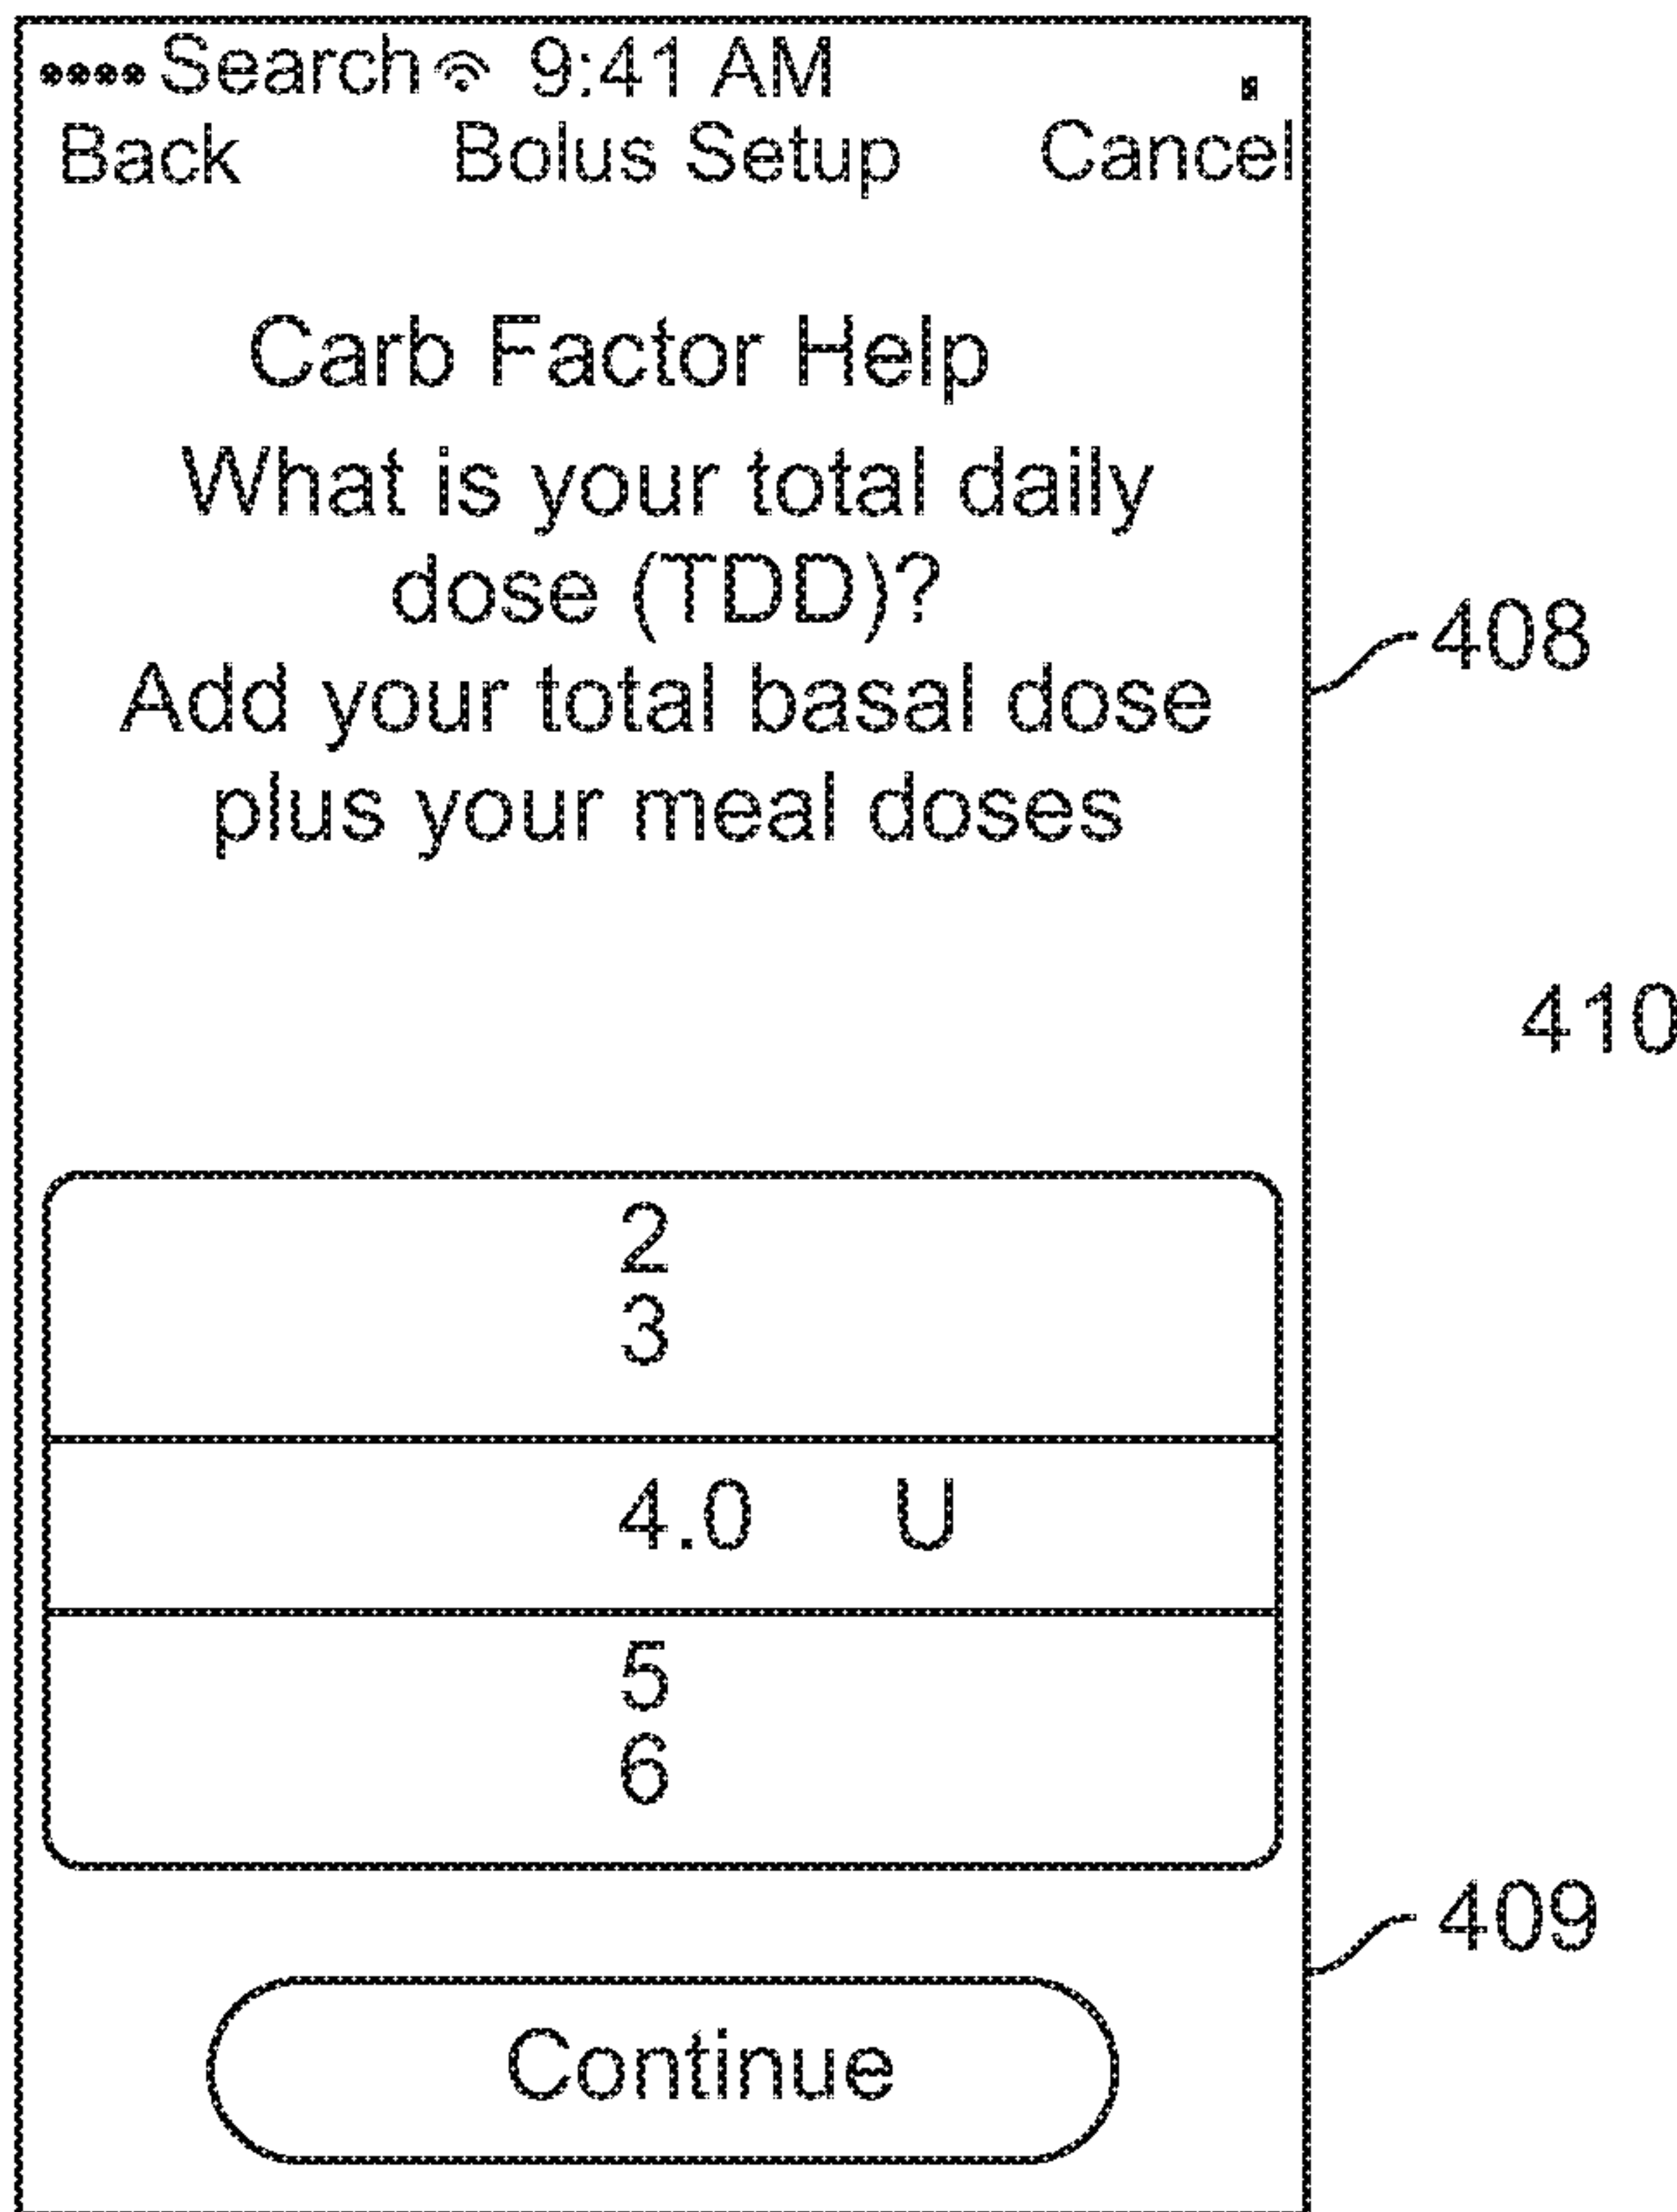 Search 9:41 AM
Back Bolus Setup Cancel
Carb Factor Help
What is your total daily
dose (TDD)?
408
Add your total basal dose
plus your meal doses
410
2
3
4.0 U
5
6
409
Continue